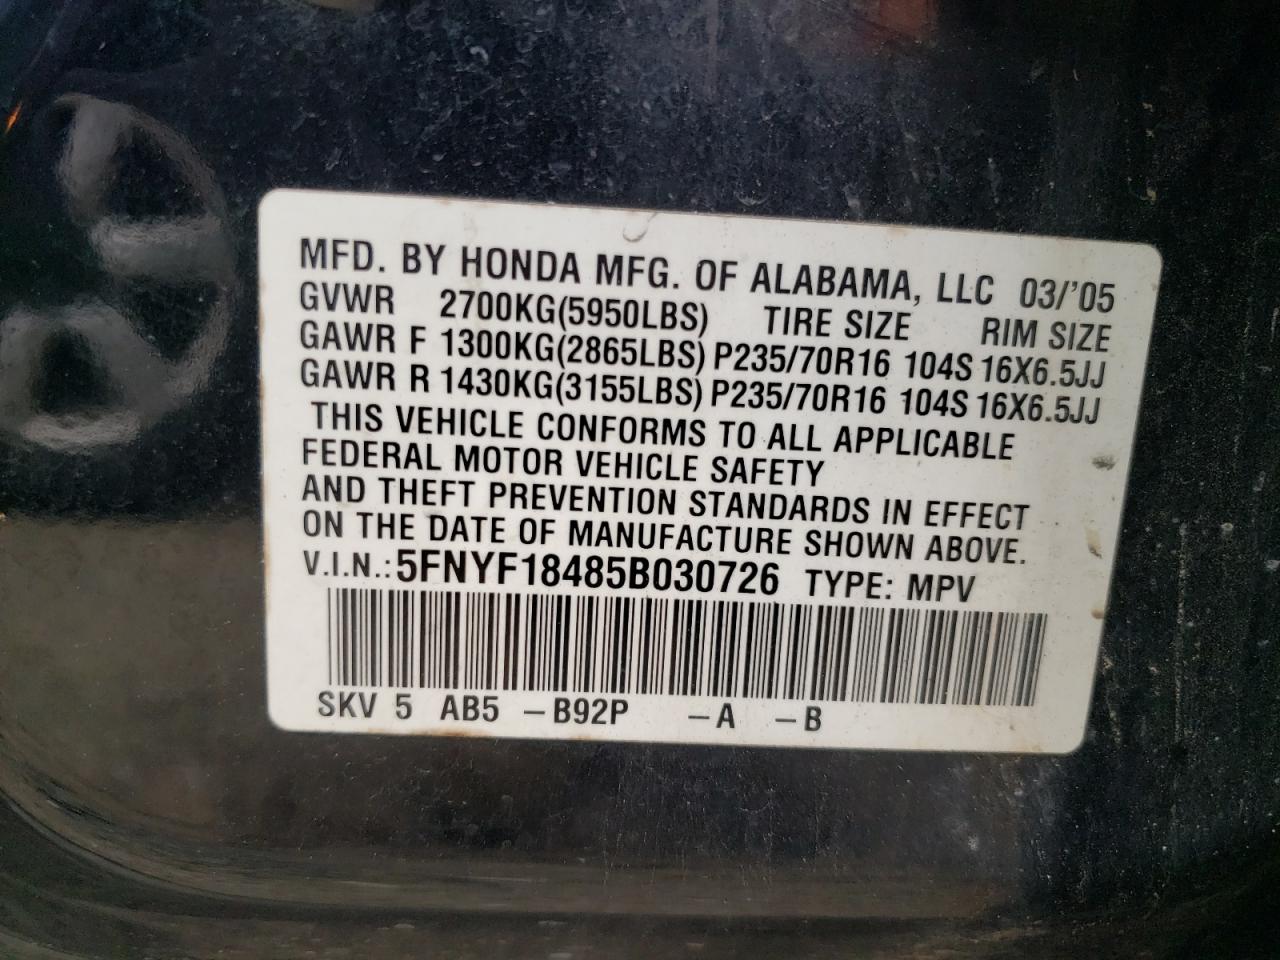 MFD. BY HONDA MFG. OF ALABAMA, LLC 03/'05
GVWR 2700KG(5950LBS) TIRE SIZE RIM SIZE
GAWR F 1300KG(2865LBS) P235/70R16 104S 16X6.5JJ
GAWR R 1430KG(3155LBS) P235/70R16 104S 16X6.5JJ
THIS VEHICLE CONFORMS TO ALL APPLICABLE
FEDERAL MOTOR VEHICLE SAFETY
AND THEFT PREVENTION STANDARDS IN EFFECT
ON THE DATE OF MANUFACTURE SHOWN ABOVE.
V.I.N.: 5FNYF18485B030726 TYPE: MPV
SKV 5 AB5 -B92P -A -B